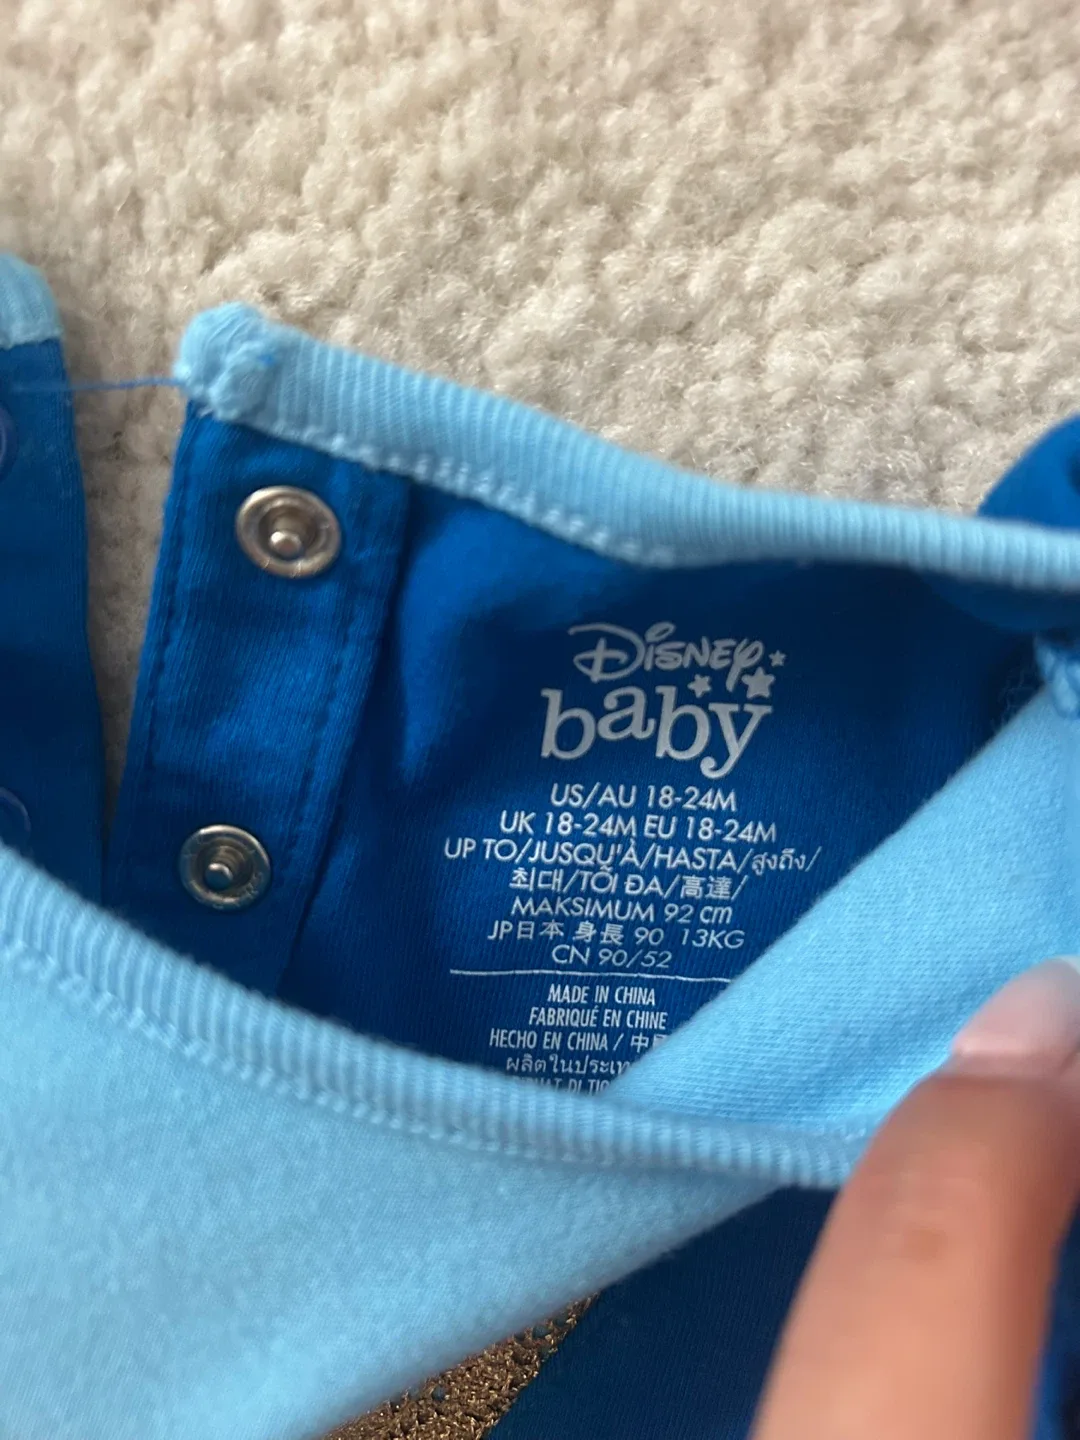 Disney
baby
US/AU 18-24M
UK 18-24M EU 18-24M
UP TO/JUSQU'À/HASTA/สูงถึง/
최대/TỐI ĐA/高達/
MAKSIMUM 92 cm
JP日本 身長 90 13KG
CN 90/52
MADE IN CHINA
FABRIQUÉ EN CHINE
HECHO EN CHINA / 中